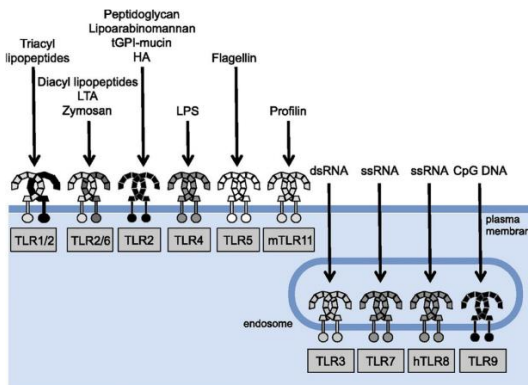 Peptidoglycan
Lipoarabinomannan
tGPI-mucin
HA
Triacyl
lipopeptides
Diacyl lipopeptides
LTA
Zymosan
LPS
Flagellin
Profilin
dsRNA
ssRNA
ssRNA
CpG DNA
TLR1/2
TLR2/6
TLR2
TLR4
TLR5
mTLR11
plasma
membran
endosome
TLR3
TLR7
hTLR8
TLR9